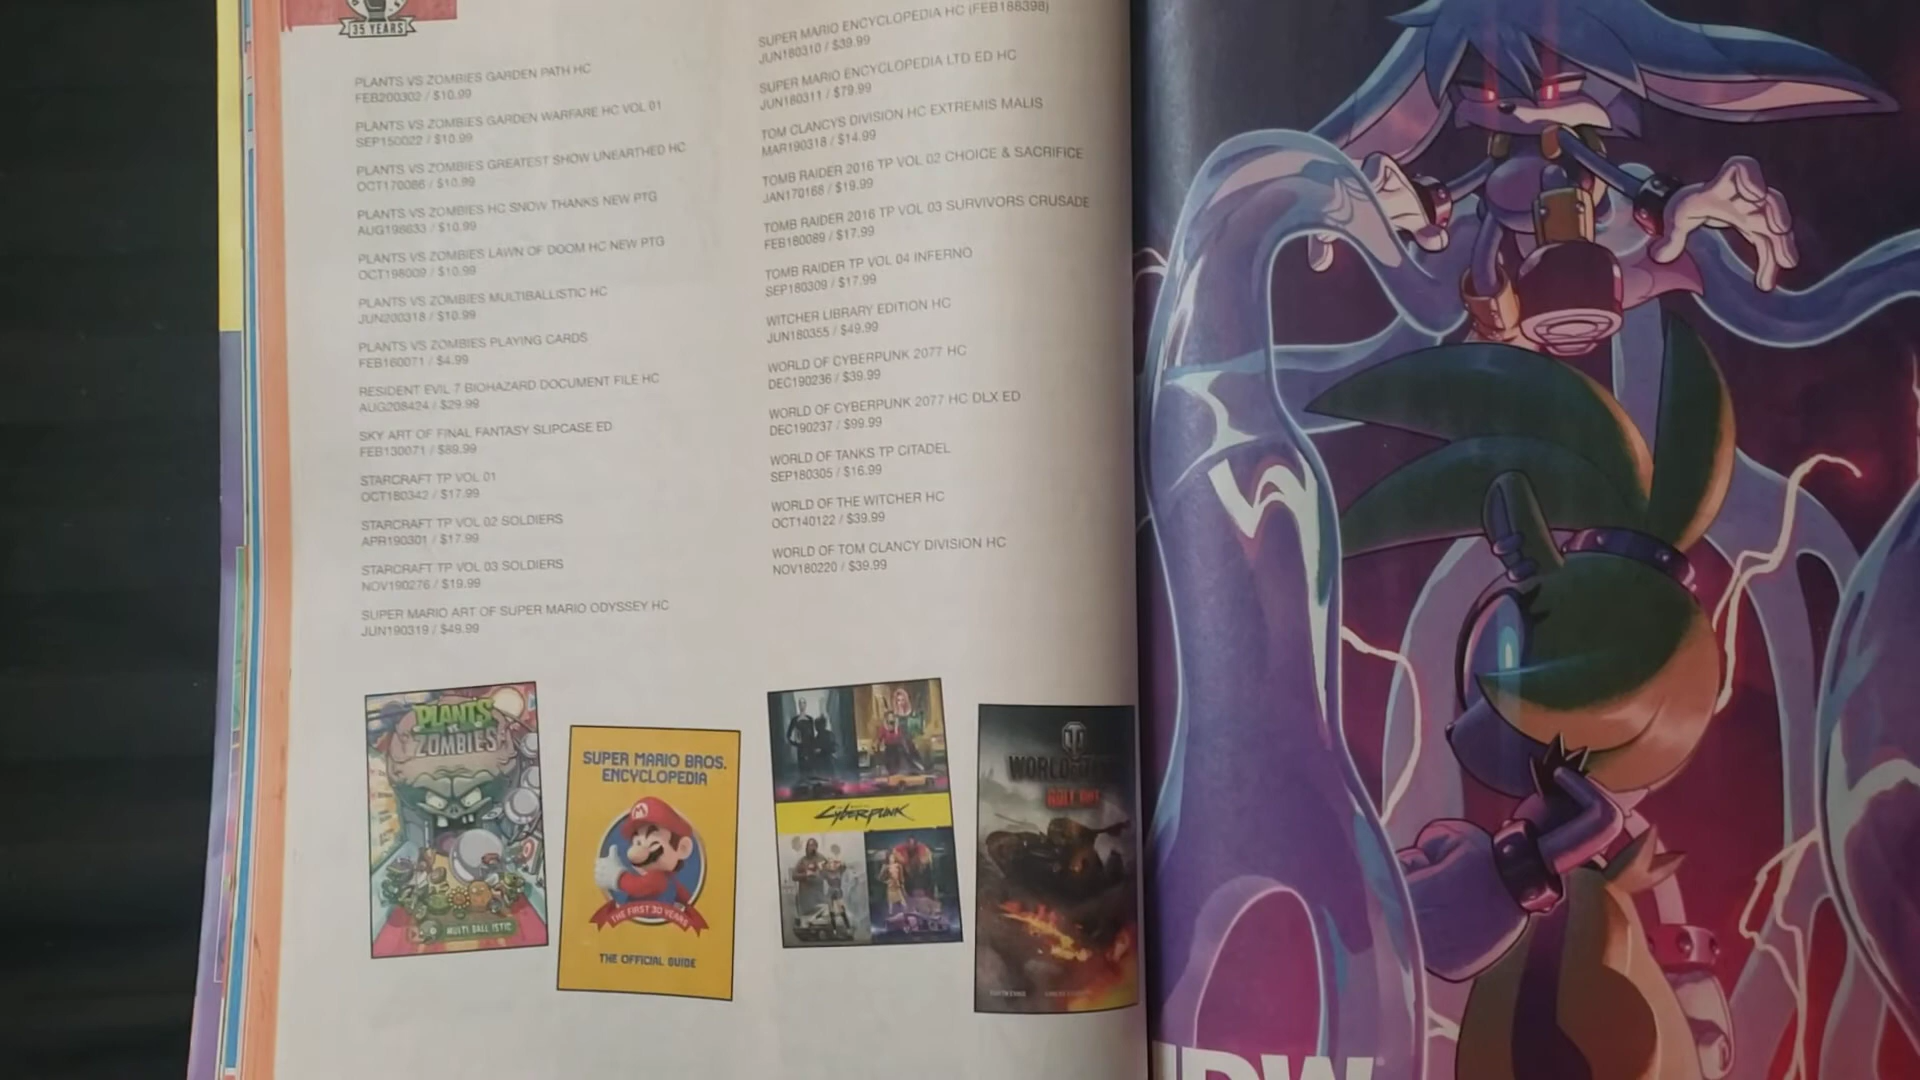 35 YEARS
PLANTS VS ZOMBIES GARDEN PATH HC
FEB200302 / $10.99
PLANTS VS ZOMBIES GARDEN WARFARE HC VOL 01
SEP150022 / $10.99
PLANTS VS ZOMBIES GREATEST SHOW UNEARTHED HC
OCT170086 / $10.99
PLANTS VS ZOMBIES HC SNOW THANKS NEW PTG
AUG198633 / $10.99
PLANTS VS ZOMBIES LAWN OF DOOM HC NEW PTG
OCT198009 / $10.99
PLANTS VS ZOMBIES MULTIBALLISTIC HC
JUN200318 / $10.99
PLANTS VS ZOMBIES PLAYING CARDS
FEB160071 / $4.99
RESIDENT EVIL 7 BIOHAZARD DOCUMENT FILE HC
AUG208424 / $29.99
SKY ART OF FINAL FANTASY SLIPCASE ED
FEB130071 / $89.99
STARCRAFT TP VOL 01
OCT180342 / $17.99
STARCRAFT TP VOL 02 SOLDIERS
APR190301 / $17.99
STARCRAFT TP VOL 03 SOLDIERS
NOV190276 / $19.99
SUPER MARIO ART OF SUPER MARIO ODYSSEY HC
JUN190319 / $49.99
SUPER MARIO ENCYCLOPEDIA HC (FEB188398)
JUN180310 / $39.99
SUPER MARIO ENCYCLOPEDIA LTD ED HC
JUN180311 / $79.99
TOM CLANCYS DIVISION HC EXTREMIS MALIS
MAR190318 / $14.99
TOMB RAIDER 2016 TP VOL 02 CHOICE & SACRIFICE
JAN170168 / $19.99
TOMB RAIDER 2016 TP VOL 03 SURVIVORS CRUSADE
FEB180089 / $17.99
TOMB RAIDER TP VOL 04 INFERNO
SEP180309 / $17.99
WITCHER LIBRARY EDITION HC
JUN180355 / $49.99
WORLD OF CYBERPUNK 2077 HC
DEC190236 / $39.99
WORLD OF CYBERPUNK 2077 HC DLX ED
DEC190237 / $99.99
WORLD OF TANKS TP CITADEL
SEP180305 / $16.99
WORLD OF THE WITCHER HC
OCT140122 / $39.99
WORLD OF TOM CLANCY DIVISION HC
NOV180220 / $39.99
PLANTS
VS.
ZOMBIES
MULTI BALL ISTIC
SUPER MARIO BROS.
ENCYCLOPEDIA
M
THE FIRST 30 YEARS
THE OFFICIAL GUIDE
CYBERPUNK
WORLD OF
ROLL OUT
IDW